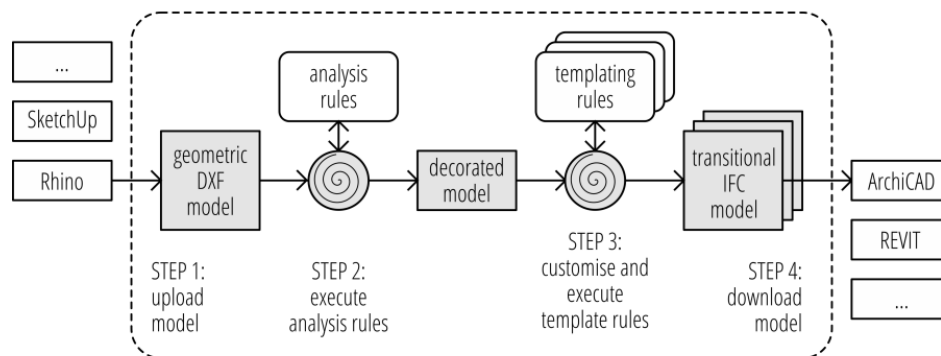 ...
SketchUp
Rhino
geometric
DXF
model
analysis
rules
decorated
model
templating
rules
transitional
IFC
model
ArchiCAD
REVIT
...
STEP 1:
upload
model
STEP 2:
execute
analysis rules
STEP 3:
customise and
execute
template rules
STEP 4:
download
model